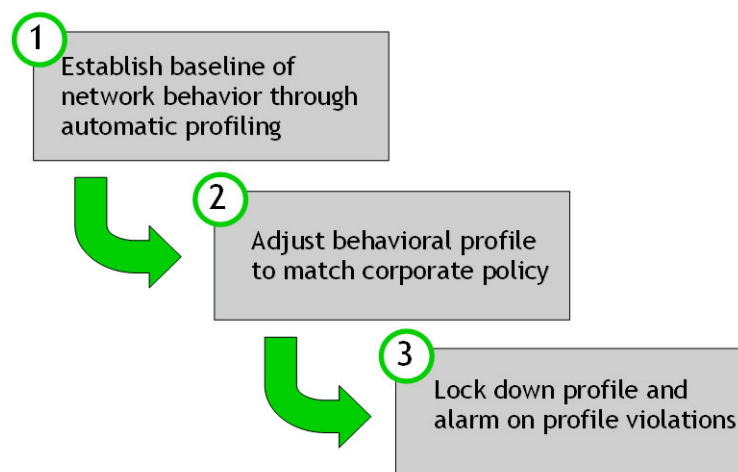 1
Establish baseline of
network behavior through
automatic profiling
2
Adjust behavioral profile
to match corporate policy
3
Lock down profile and
alarm on profile violations